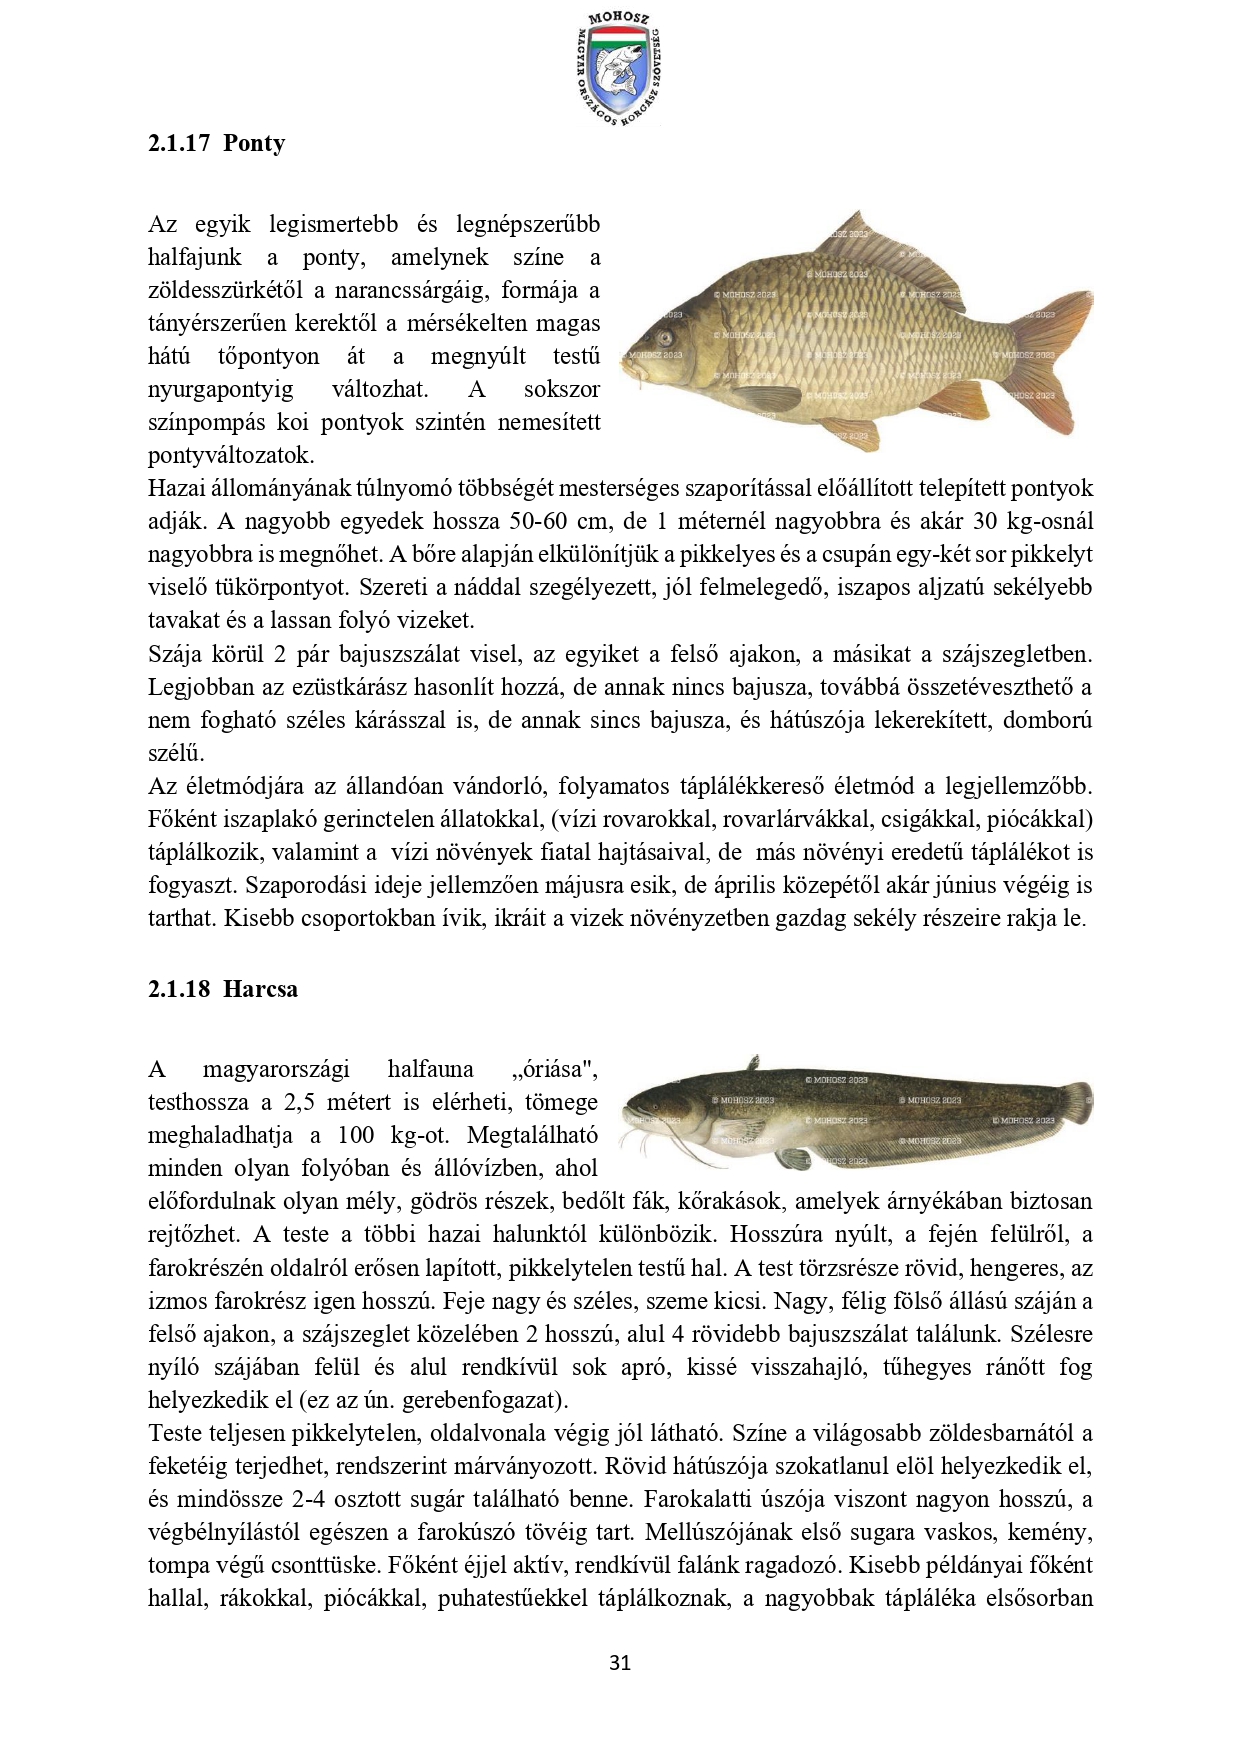 MOHOSZ
MAGYAR ORSZÁGOS HORGÁSZ SZÖVETSÉG
2.1.17 Ponty
Az egyik legismertebb és legnépszerűbb
halfajunk a ponty, amelynek színe a
zöldesszürkétől a narancssárgáig, formája a
tányérszerűen kerektől a mérsékelten magas
hátú tőpontyon át a megnyúlt testű
nyurgapontyig változhat. A sokszor
színpompás koi pontyok szintén nemesített
pontyváltozatok.
© MOHOSZ 2023
Hazai állományának túlnyomó többségét mesterséges szaporítással előállított telepített pontyok
adják. A nagyobb egyedek hossza 50-60 cm, de 1 méternél nagyobbra és akár 30 kg-osnál
nagyobbra is megnőhet. A bőre alapján elkülönítjük a pikkelyes és a csupán egy-két sor pikkelyt
viselő tükörpontyot. Szereti a náddal szegélyezett, jól felmelegedő, iszapos aljzatú sekélyebb
tavakat és a lassan folyó vizeket.
Szája körül 2 pár bajuszszálat visel, az egyiket a felső ajakon, a másikat a szájszegletben.
Legjobban az ezüstkárász hasonlít hozzá, de annak nincs bajusza, továbbá összetéveszthető a
nem fogható széles kárásszal is, de annak sincs bajusza, és hátúszója lekerekített, domború
szélű.
Az életmódjára az állandóan vándorló, folyamatos táplálékkereső életmód a legjellemzőbb.
Főként iszaplakó gerinctelen állatokkal, (vízi rovarokkal, rovarlárvákkal, csigákkal, piócákkal)
táplálkozik, valamint a vízi növények fiatal hajtásaival, de más növényi eredetű táplálékot is
fogyaszt. Szaporodási ideje jellemzően májusra esik, de április közepétől akár június végéig is
tarthat. Kisebb csoportokban ívik, ikráit a vizek növényzetben gazdag sekély részeire rakja le.
2.1.18 Harcsa
A magyarországi halfauna „óriása",
testhossza a 2,5 métert is elérheti, tömege
meghaladhatja a 100 kg-ot. Megtalálható
minden olyan folyóban és állóvízben, ahol
© MOHOSZ 2023
előfordulnak olyan mély, gödrös részek, bedőlt fák, kőrakások, amelyek árnyékában biztosan
rejtőzhet. A teste a többi hazai halunktól különbözik. Hosszúra nyúlt, a fején felülről, a
farokrészén oldalról erősen lapított, pikkelytelen testű hal. A test törzsrésze rövid, hengeres, az
izmos farokrész igen hosszú. Feje nagy és széles, szeme kicsi. Nagy, félig fölső állású száján a
felső ajakon, a szájszeglet közelében 2 hosszú, alul 4 rövidebb bajuszszálat találunk. Szélesre
nyíló szájában felül és alul rendkívül sok apró, kissé visszahajló, tűhegyes ránőtt fog
helyezkedik el (ez az ún. gerebenfogazat).
Teste teljesen pikkelytelen, oldalvonala végig jól látható. Színe a világosabb zöldesbarnától a
feketéig terjedhet, rendszerint márványozott. Rövid hátúszója szokatlanul elöl helyezkedik el,
és mindössze 2-4 osztott sugár található benne. Farokalatti úszója viszont nagyon hosszú, a
végbélnyílástól egészen a farokúszó tövéig tart. Mellúszójának első sugara vaskos, kemény,
tompa végű csonttüske. Főként éjjel aktív, rendkívül falánk ragadozó. Kisebb példányai főként
hallal, rákokkal, piócákkal, puhatestűekkel táplálkoznak, a nagyobbak tápláléka elsősorban
31